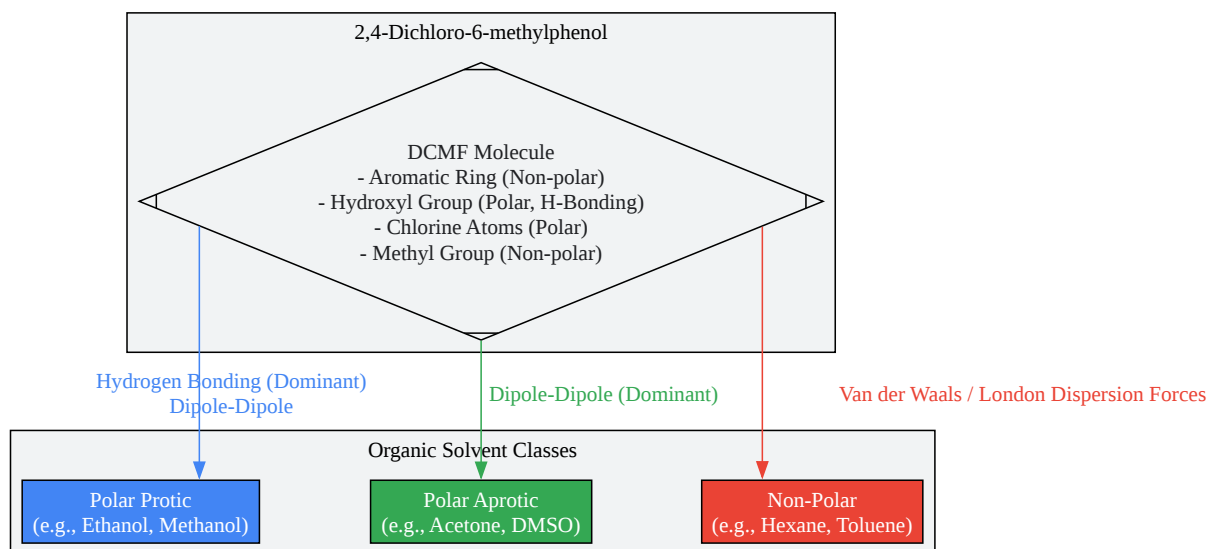 2,4-Dichloro-6-methylphenol
DCMF Molecule
- Aromatic Ring (Non-polar)
- Hydroxyl Group (Polar, H-Bonding)
- Chlorine Atoms (Polar)
- Methyl Group (Non-polar)
Hydrogen Bonding (Dominant)
Dipole-Dipole
Dipole-Dipole (Dominant)
Van der Waals / London Dispersion Forces
Organic Solvent Classes
Polar Protic
(e.g., Ethanol, Methanol)
Polar Aprotic
(e.g., Acetone, DMSO)
Non-Polar
(e.g., Hexane, Toluene)